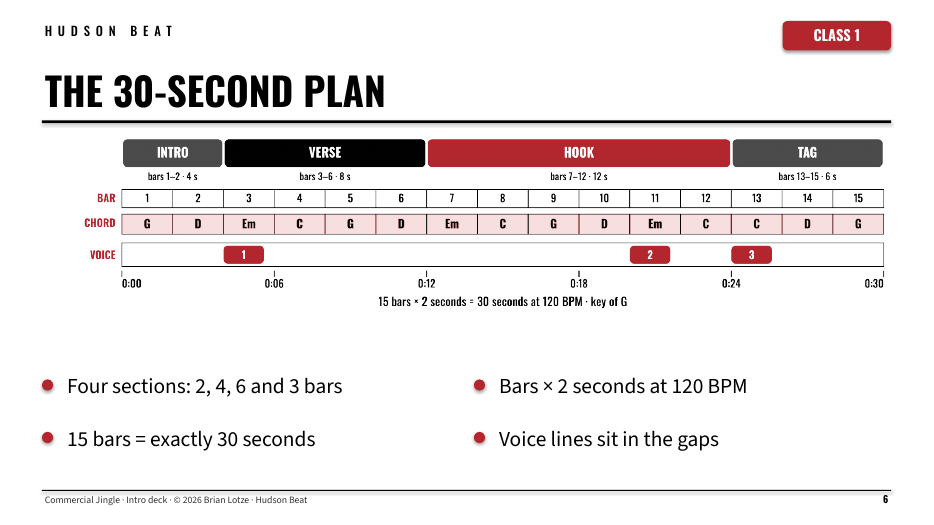 HUDSON BEAT
CLASS 1
THE 30-SECOND PLAN
INTRO VERSE HOOK TAG
bars 1–2 · 4 s bars 3–6 · 8 s bars 7–12 · 12 s bars 13–15 · 6 s
BAR 1 2 3 4 5 6 7 8 9 10 11 12 13 14 15
CHORD G D Em C G D Em C G D Em C C D G
VOICE 1 2 3
0:00 0:06 0:12 0:18 0:24 0:30
15 bars × 2 seconds = 30 seconds at 120 BPM · key of G
Four sections: 2, 4, 6 and 3 bars
15 bars = exactly 30 seconds
Bars × 2 seconds at 120 BPM
Voice lines sit in the gaps
Commercial Jingle · Intro deck · © 2026 Brian Lotze · Hudson Beat 6